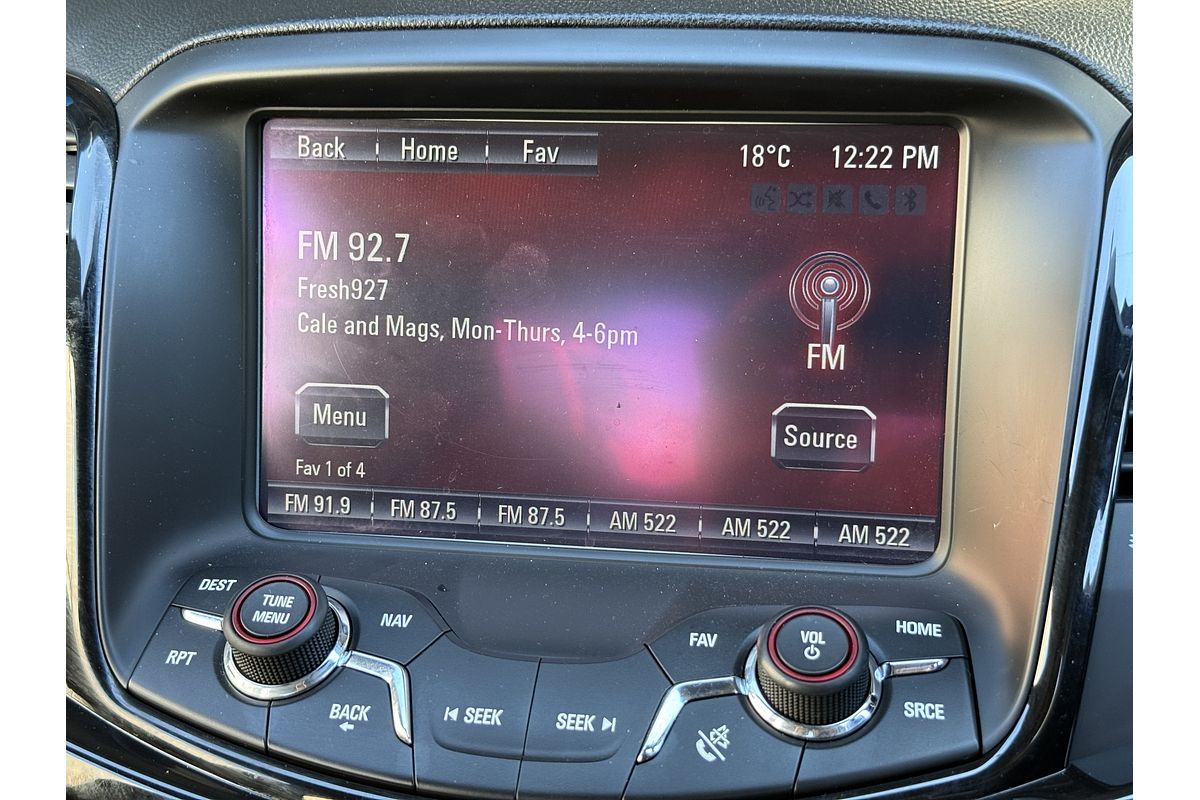 Back Home Fav
18°C 12:22 PM
FM 92.7
Fresh927
Cale and Mags, Mon-Thurs, 4-6pm
FM
Menu
Source
Fav 1 of 4
FM 91.9 FM 87.5 FM 87.5 AM 522 AM 522 AM 522
DEST
TUNE
MENU
NAV
RPT
BACK
SEEK
SEEK
FAV
VOL
HOME
SRCE